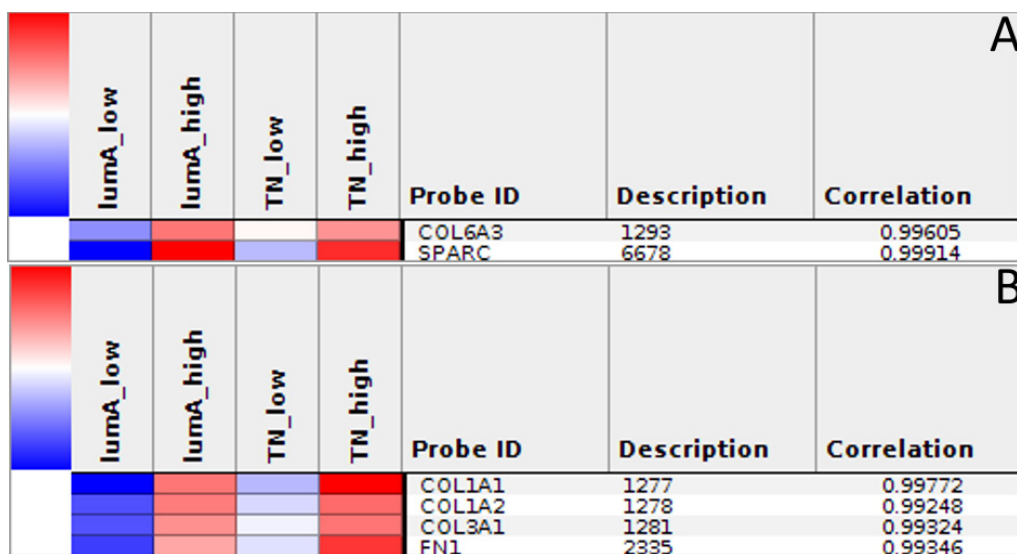 A
lumA_low lumA_high TN_low TN_high Probe ID Description Correlation
COL6A3 1293 0.99605
SPARC 6678 0.99914
B
lumA_low lumA_high TN_low TN_high Probe ID Description Correlation
COL1A1 1277 0.99772
COL1A2 1278 0.99248
COL3A1 1281 0.99324
FN1 2335 0.99346